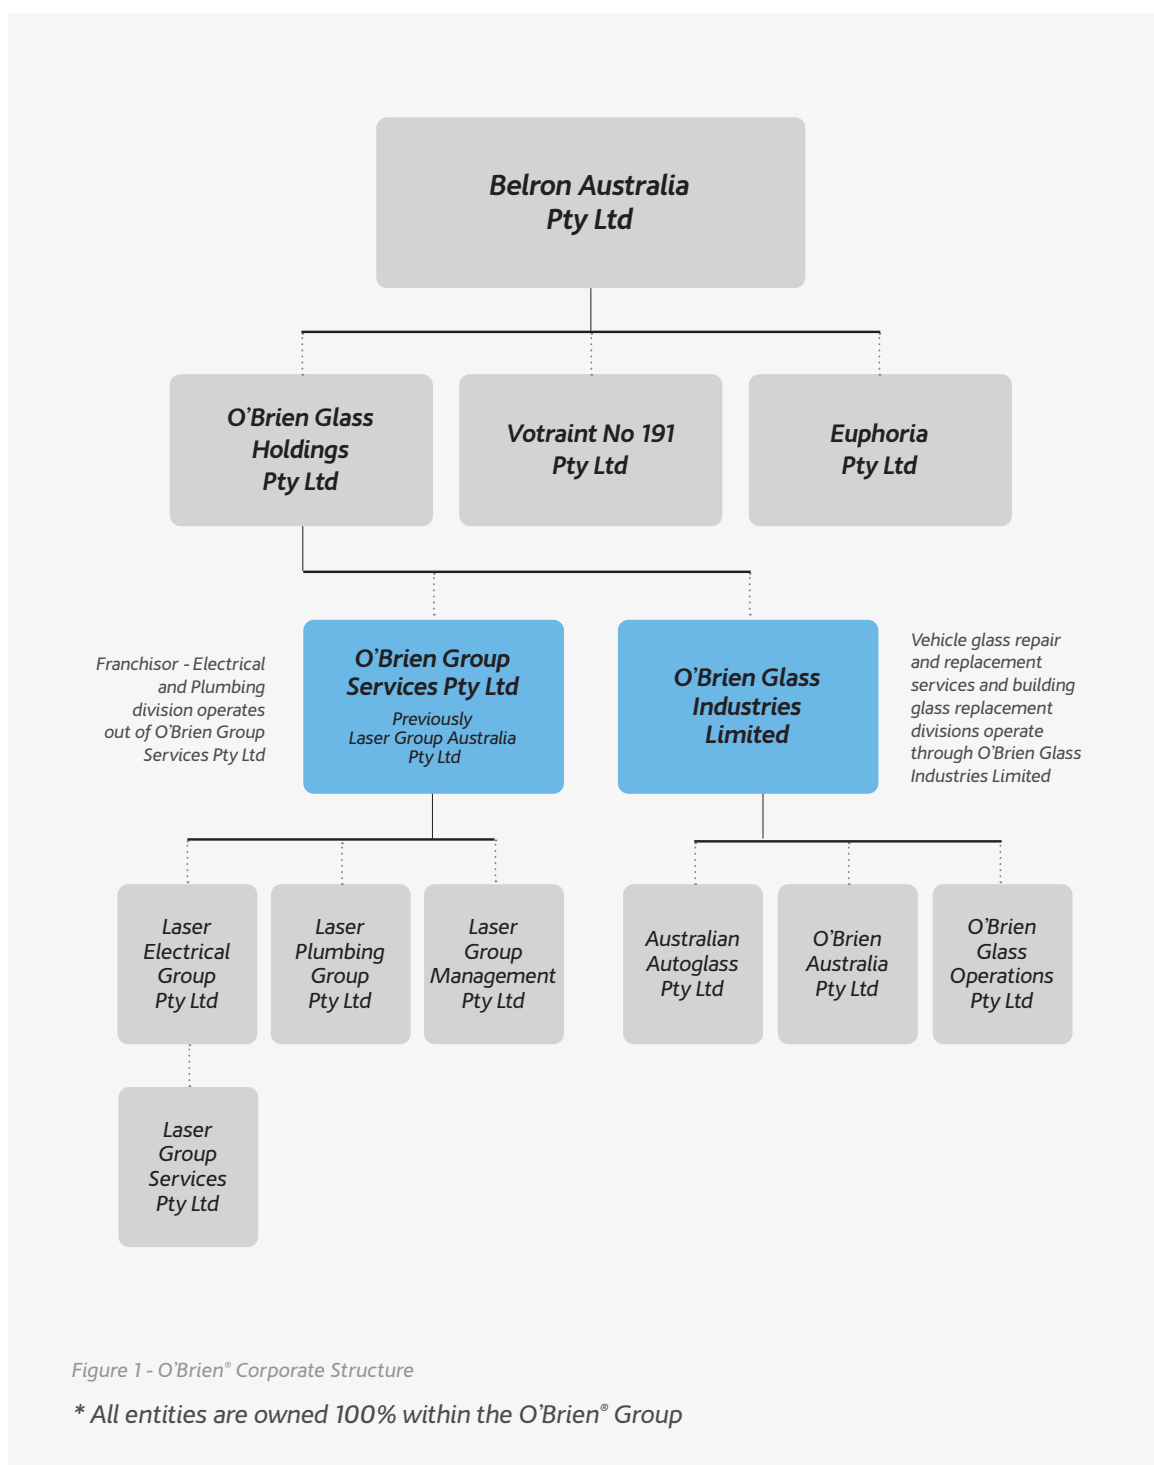 Belron Australia
Pty Ltd
O’Brien Glass
Holdings
Pty Ltd
Votraint No 191
Pty Ltd
Euphoria
Pty Ltd
Franchisor - Electrical
and Plumbing
division operates
out of O’Brien Group
Services Pty Ltd
O’Brien Group
Services Pty Ltd
Previously
Laser Group Australia
Pty Ltd
O’Brien Glass
Industries
Limited
Vehicle glass repair
and replacement
services and building
glass replacement
divisions operate
through O’Brien Glass
Industries Limited
Laser
Electrical
Group
Pty Ltd
Laser
Plumbing
Group
Pty Ltd
Laser
Group
Management
Pty Ltd
Australian
Autoglass
Pty Ltd
O’Brien
Australia
Pty Ltd
O’Brien
Glass
Operations
Pty Ltd
Laser
Group
Services
Pty Ltd
Figure 1 - O’Brien® Corporate Structure
* All entities are owned 100% within the O’Brien® Group